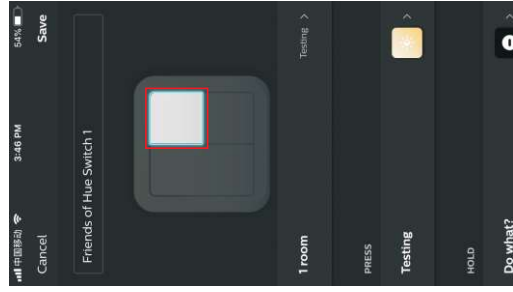 中国移动 3:46 PM 54%
Cancel Save
Friends of Hue Switch 1
1 room Testing >
PRESS
Testing >
HOLD
Do what? >